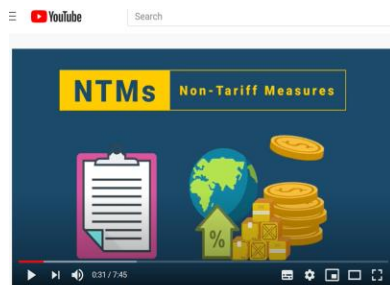 YouTube
Search
NTMs Non-Tariff Measures
%
0:31 / 7:45